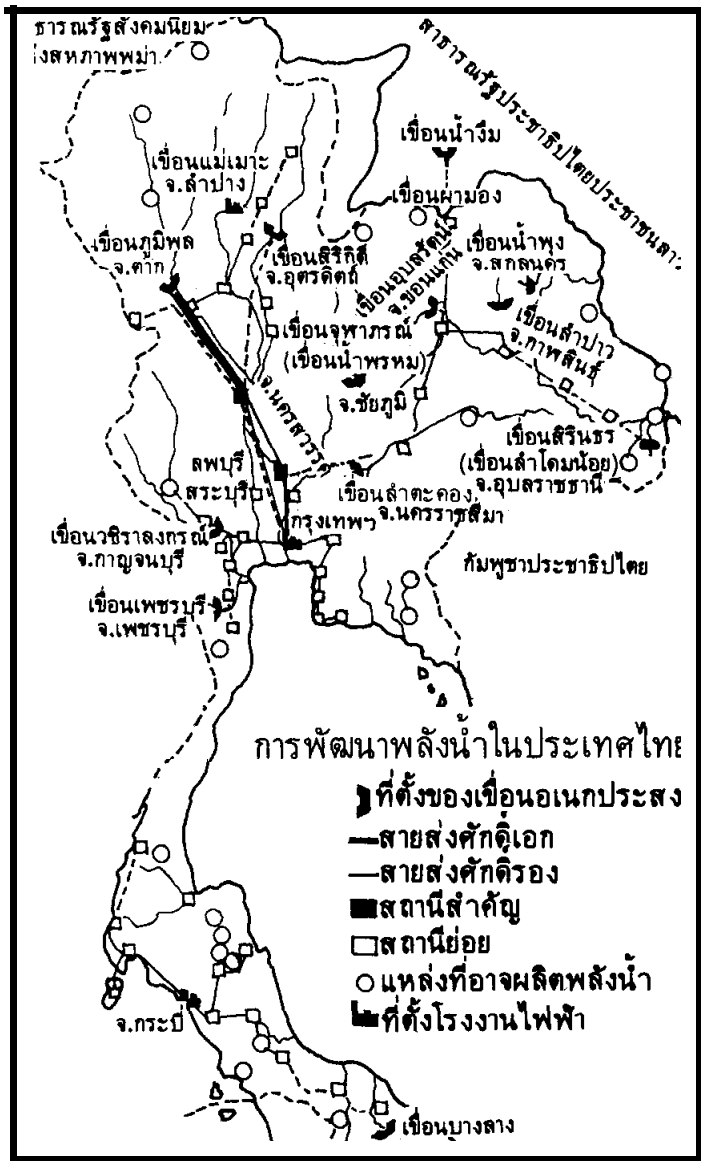 ธารณรัฐสังคมนิยม
ห่งสหภาพพม่า
สาธารณรัฐประชาธิปไตยประชาชนลาว
เขื่อนน้ำงึม
เขื่อนแม่เมาะ
จ.ลำปาง
เขื่อนผามอง
เขื่อนภูมิพล
จ.ตาก
เขื่อนสิริกิติ์
จ.อุตรดิตถ์
เขื่อนอุบลรัตน์
จ.ขอนแก่น
เขื่อนน้ำพุง
จ.สกลนคร
เขื่อนจุฬาภรณ์
(เขื่อนน้ำพรหม)
จ.ชัยภูมิ
เขื่อนลำปาว
จ.กาฬสินธุ์
จ.นครสวรรค
เขื่อนสิรินธร
(เขื่อนลำโดมน้อย)
จ.อุบลราชธานี
ลพบุรี
สระบุรี
เขื่อนลำตะคอง
จ.นครราชสีมา
กรุงเทพฯ
เขื่อนวชิราลงกรณ์
จ.กาญจนบุรี
กัมพูชาประชาธิปไตย
เขื่อนเพชรบุรี
จ.เพชรบุรี
การพัฒนาพลังน้ำในประเทศไทย
ที่ตั้งของเขื่อนอเนกประสง
สายส่งศักดิ์เอก
สายส่งศักดิ์รอง
สถานีสำคัญ
สถานีย่อย
แหล่งที่อาจผลิตพลังน้ำ
ที่ตั้งโรงงานไฟฟ้า
จ.กระบี่
เขื่อนบางลาง